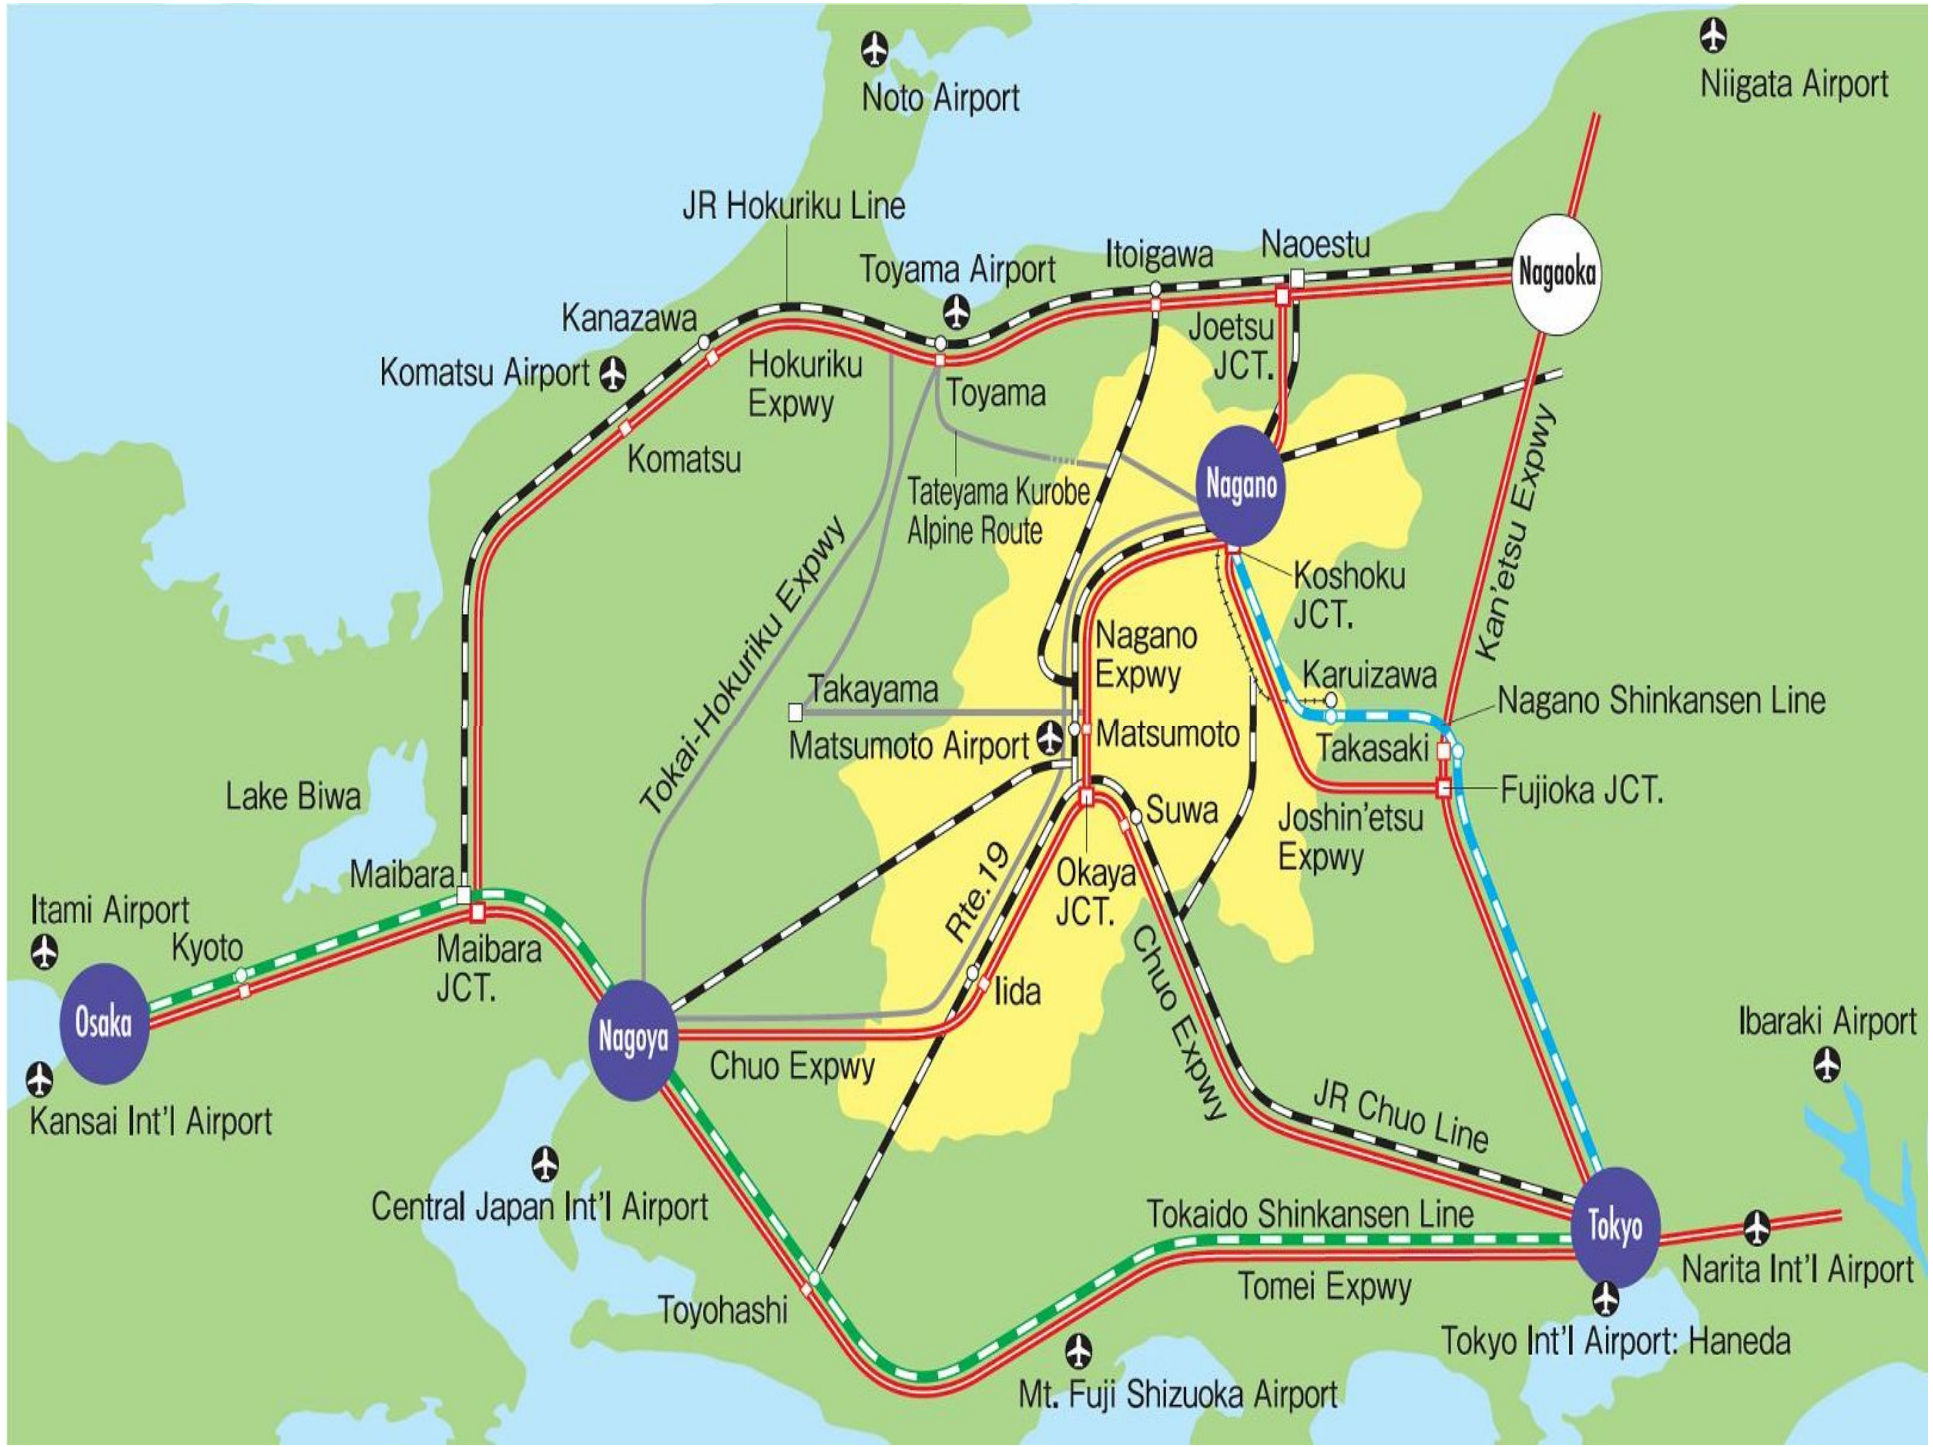 Noto Airport
Niigata Airport
JR Hokuriku Line
Toyama Airport
Itoigawa
Naoestu
Nagaoka
Kanazawa
Komatsu Airport
Hokuriku
Expwy
Toyama
Joetsu
JCT.
Komatsu
Tateyama Kurobe
Alpine Route
Nagano
Kan'etsu Expwy
Tokai-Hokuriku Expwy
Koshoku
JCT.
Nagano
Expwy
Takayama
Karuizawa
Nagano Shinkansen Line
Matsumoto Airport
Matsumoto
Takasaki
Fujioka JCT.
Lake Biwa
Suwa
Joshin'etsu
Expwy
Maibara
Rte.19
Okaya
JCT.
Itami Airport
Kyoto
Maibara
JCT.
Iida
Chuo Expwy
Osaka
Nagoya
Chuo Expwy
Ibaraki Airport
Kansai Int'l Airport
JR Chuo Line
Central Japan Int'l Airport
Tokaido Shinkansen Line
Tokyo
Tomei Expwy
Narita Int'l Airport
Toyohashi
Tokyo Int'l Airport: Haneda
Mt. Fuji Shizuoka Airport